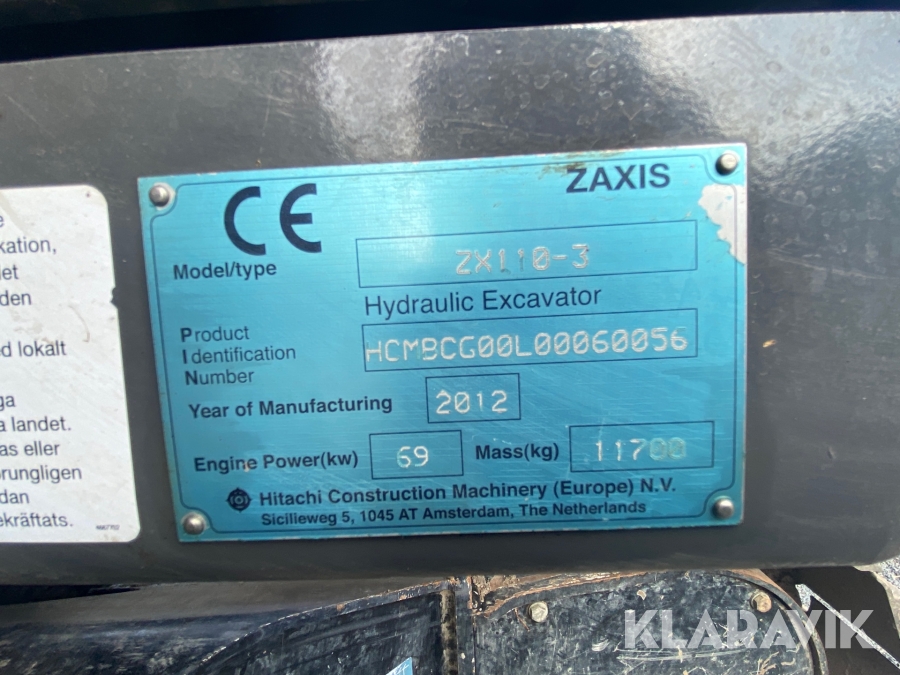 kation,
jet
den
d lokalt
ga
a landet.
as eller
orungligen
dan
ekräftats.
CE
ZAXIS
Model/type
ZX110-3
Hydraulic Excavator
Product
Identification
Number
HCMBCG00L00060056
Year of Manufacturing
2012
Engine Power(kw)
69
Mass(kg)
11700
Hitachi Construction Machinery (Europe) N.V.
Sicilieweg 5, 1045 AT Amsterdam, The Netherlands
KLARAVIK